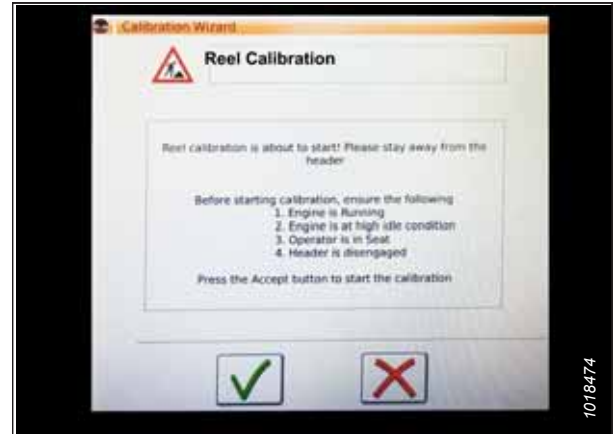 Calibration Wizard
Reel Calibration
Reel calibration is about to start! Please stay away from the
header
Before starting calibration, ensure the following
1. Engine is Running
2. Engine is at high idle condition
3. Operator is in Seat
4. Header is disengaged
Press the Accept button to start the calibration
1018474